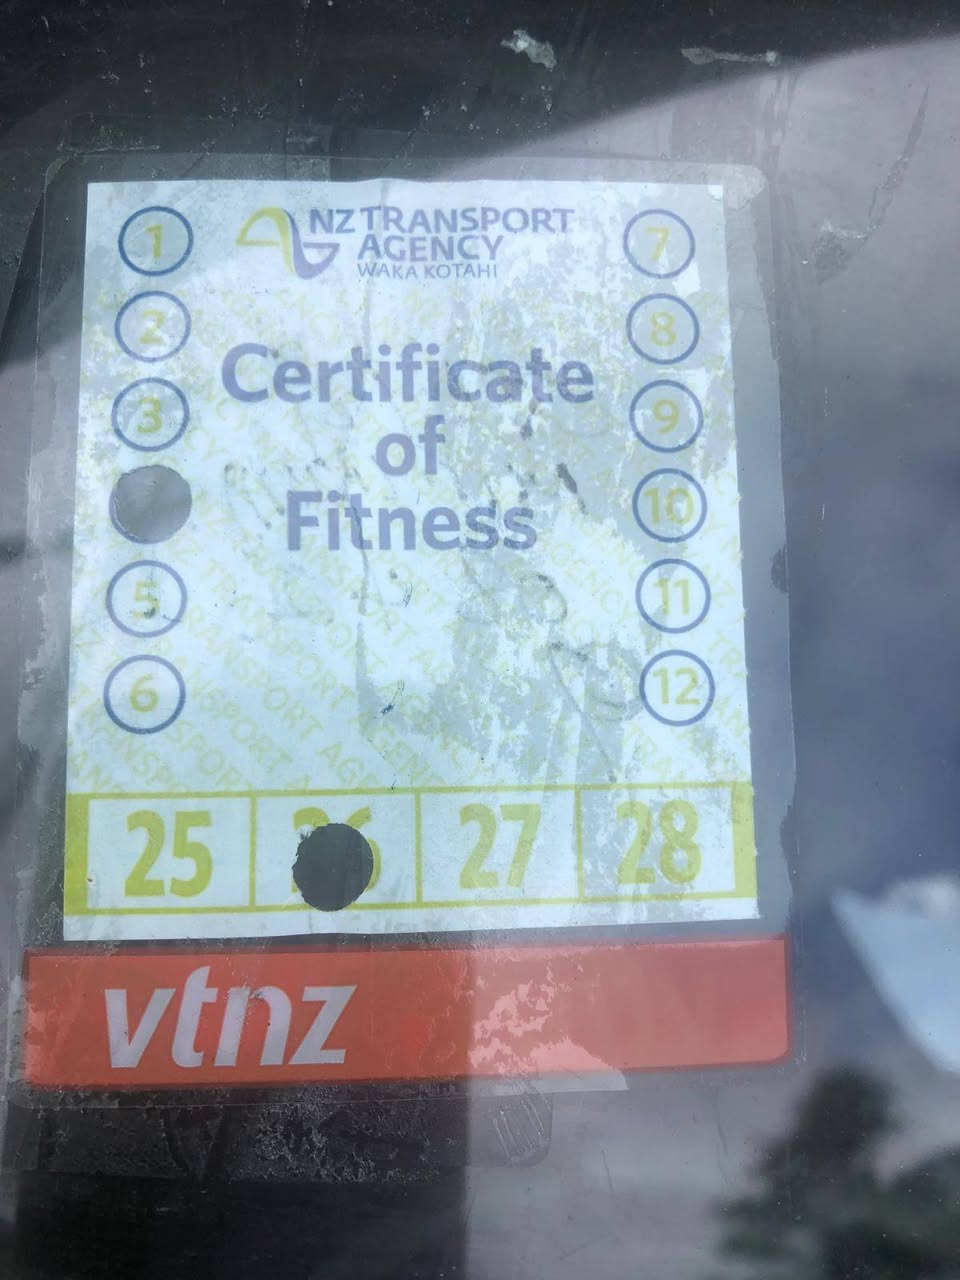 NZ TRANSPORT
AGENCY
WAKA KOTAHI
1
2
3
5
6
7
8
9
10
11
12
Certificate
of
Fitness
25 26 27 28
vtnz